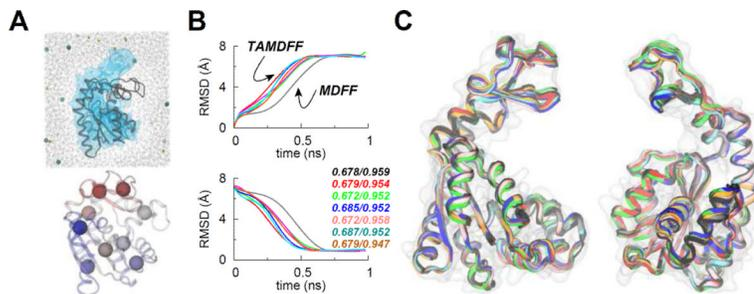 A
B
C
RMSD (Å)
8
4
0
TAMDFF
MDFF
0
0.5
1
time (ns)
RMSD (Å)
8
4
0
0.678/0.959
0.679/0.954
0.672/0.952
0.685/0.952
0.672/0.958
0.687/0.952
0.679/0.947
0
0.5
1
time (ns)